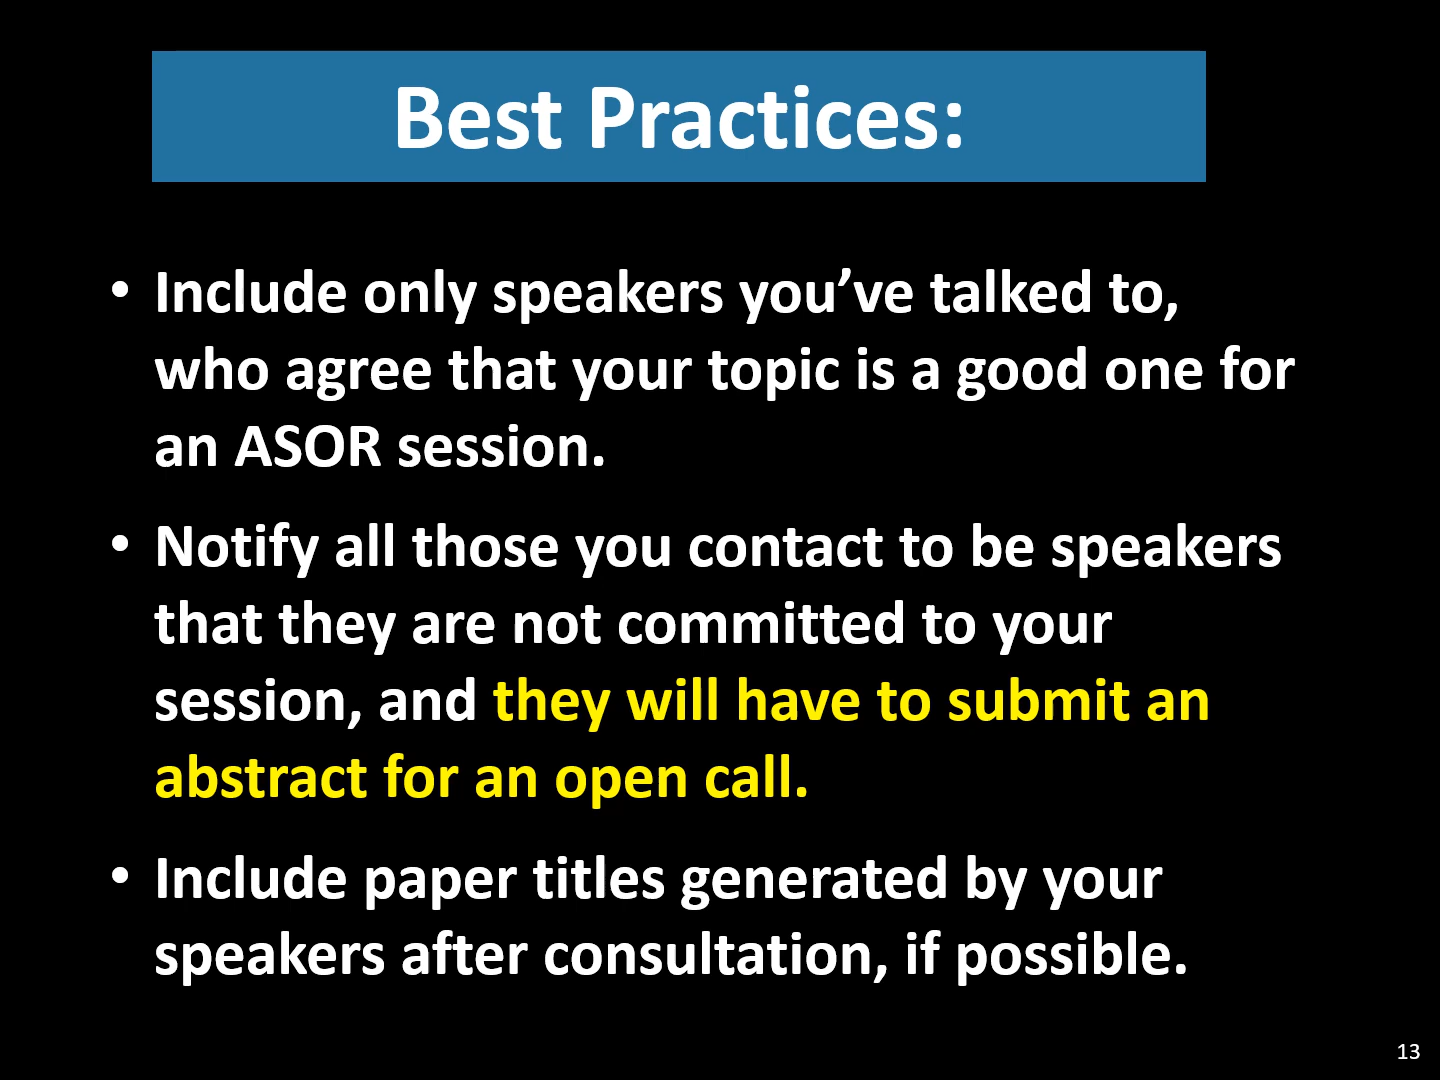 Best Practices:
• Include only speakers you’ve talked to,
who agree that your topic is a good one for
an ASOR session.
• Notify all those you contact to be speakers
that they are not committed to your
session, and they will have to submit an
abstract for an open call.
• Include paper titles generated by your
speakers after consultation, if possible.
13